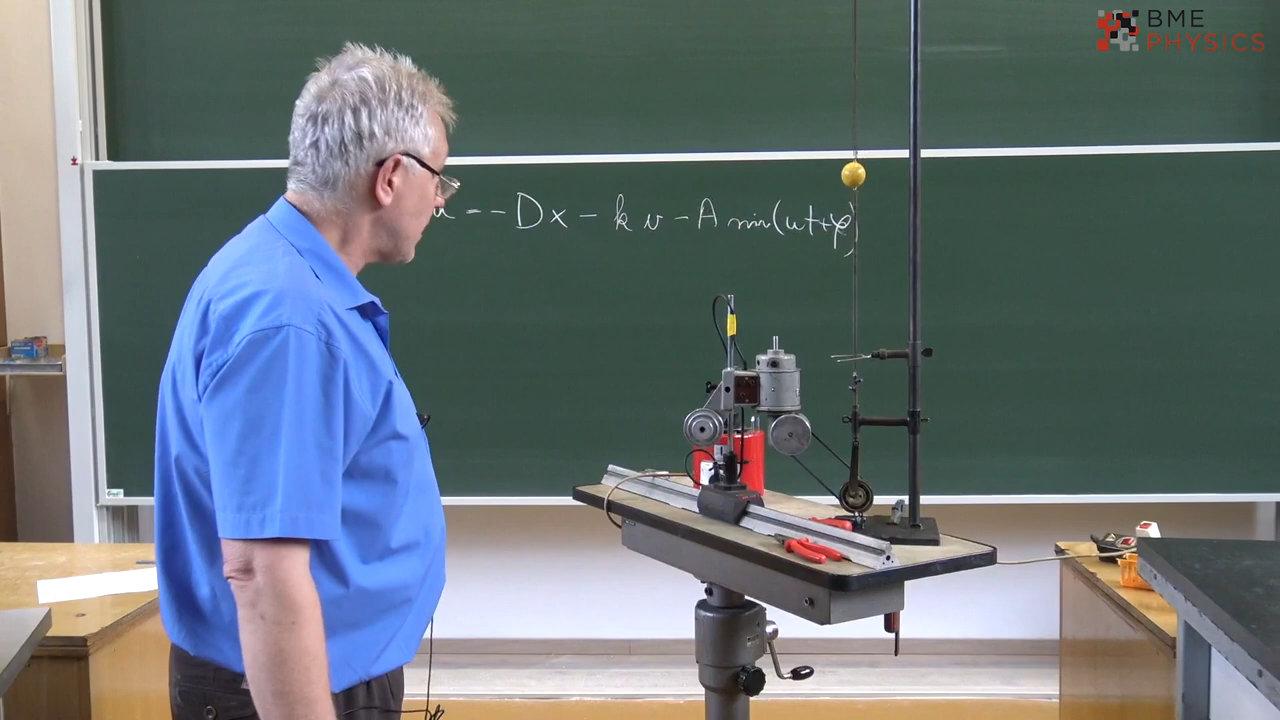 BME
PHYSICS
= -Dx - kv - A sin(ωt+φ)